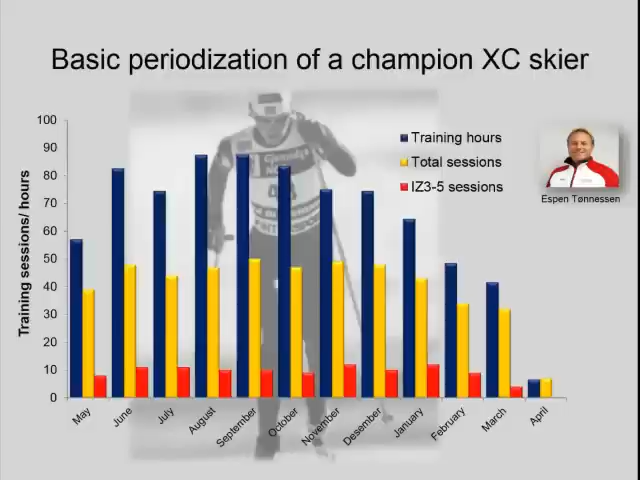 Basic periodization of a champion XC skier
Training sessions/ hours
100
90
80
70
60
50
40
30
20
10
0
Training hours
Total sessions
IZ3-5 sessions
Espen Tønnessen
May
June
July
August
September
October
November
Desember
January
February
March
April